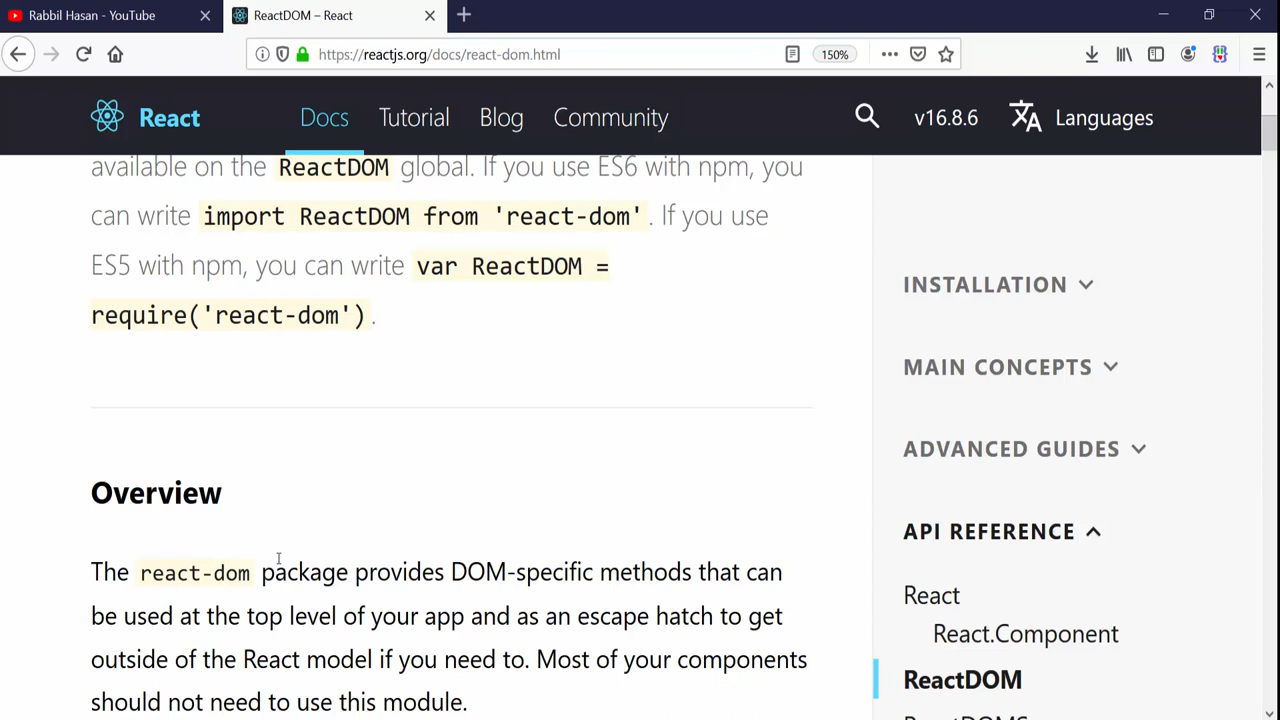 Rabbil Hasan - YouTube
ReactDOM – React
https://reactjs.org/docs/react-dom.html
150%
React
Docs
Tutorial
Blog
Community
v16.8.6
Languages
available on the ReactDOM global. If you use ES6 with npm, you
can write import ReactDOM from 'react-dom'. If you use
ES5 with npm, you can write var ReactDOM =
require('react-dom').
Overview
The react-dom package provides DOM-specific methods that can
be used at the top level of your app and as an escape hatch to get
outside of the React model if you need to. Most of your components
should not need to use this module.
INSTALLATION
MAIN CONCEPTS
ADVANCED GUIDES
API REFERENCE
React
React.Component
ReactDOM